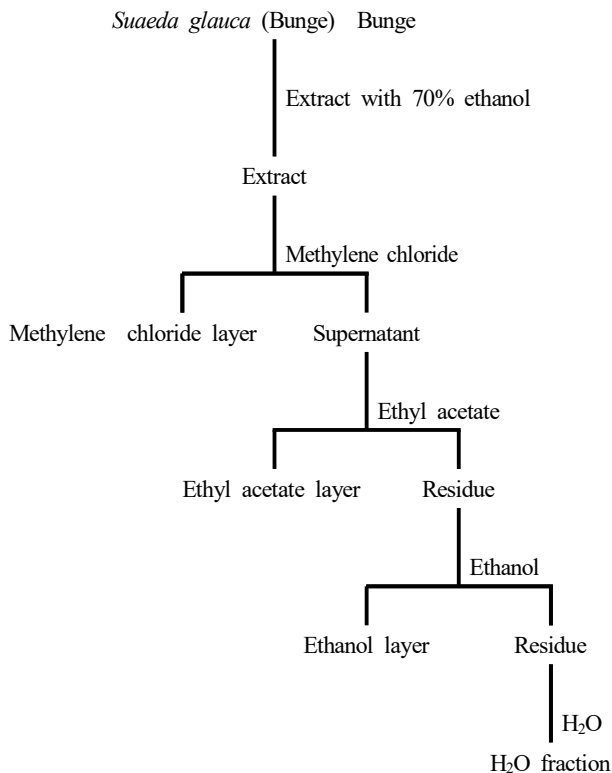 Suaeda glauca (Bunge) Bunge
Extract with 70% ethanol
Extract
Methylene chloride
Methylene chloride layer
Supernatant
Ethyl acetate
Ethyl acetate layer
Residue
Ethanol
Ethanol layer
Residue
H₂O
H₂O fraction